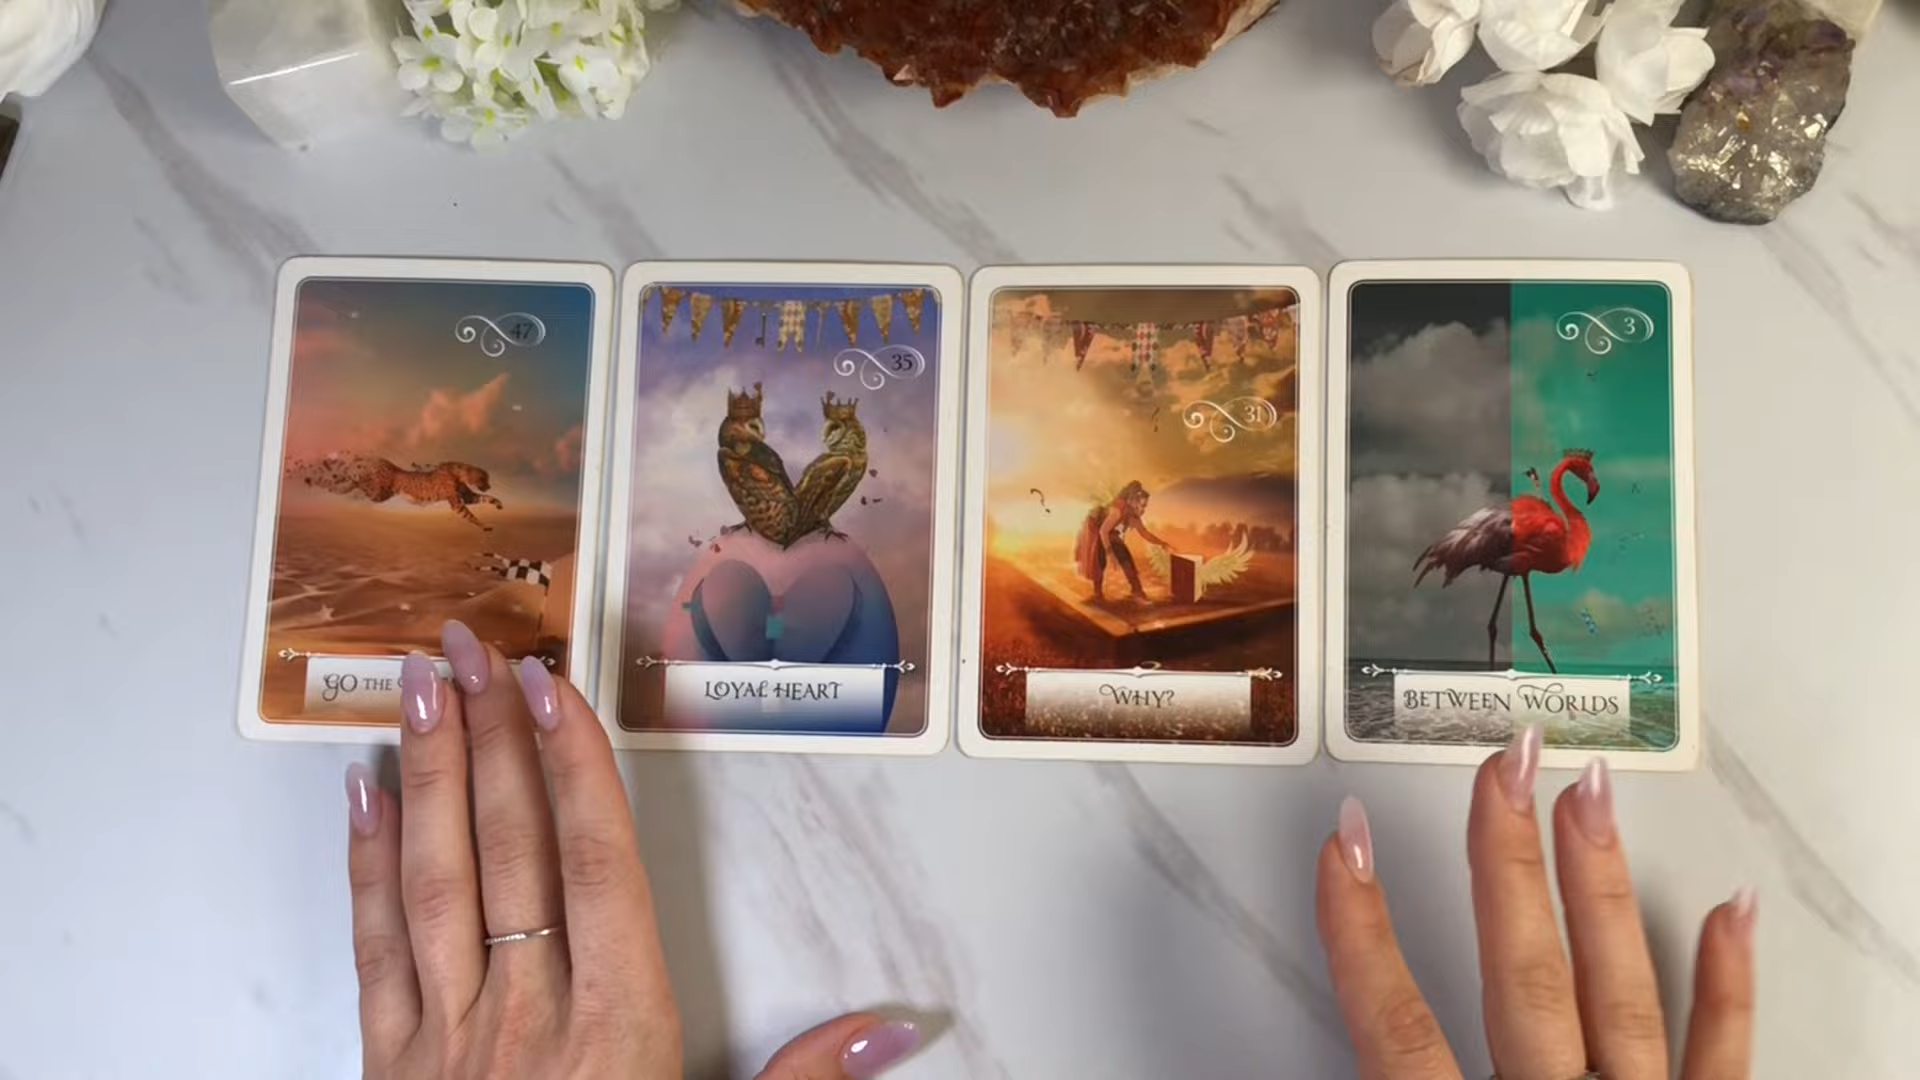 47
GO THE
35
LOYAL HEART
31
WHY?
3
BETWEEN WORLDS